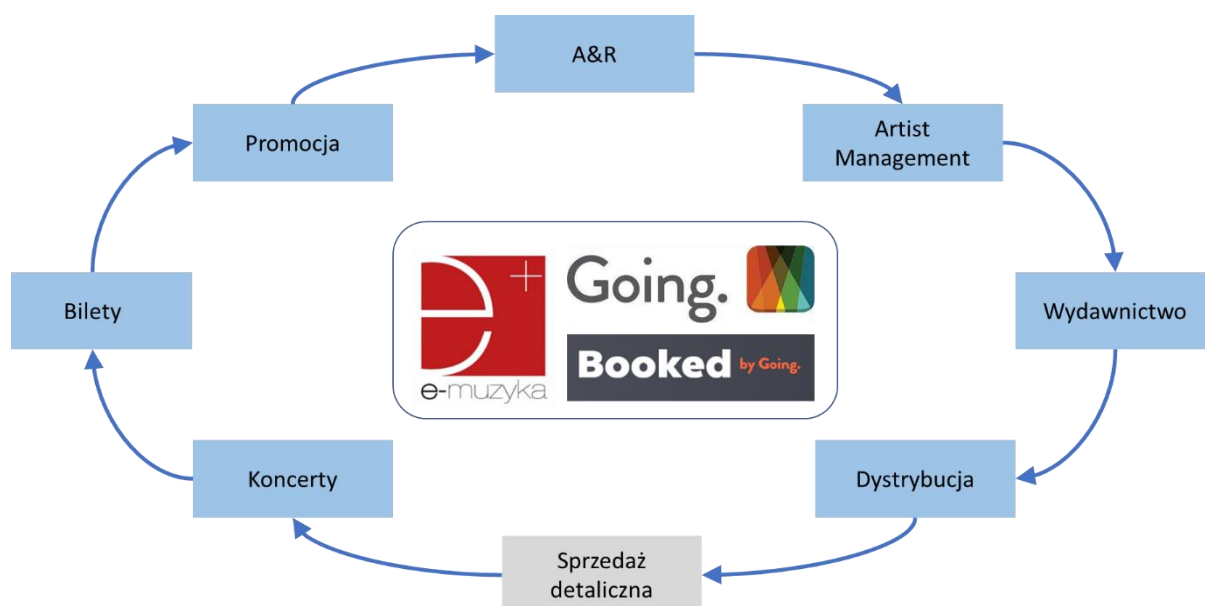 A&R
Promocja
Artist
Management
Going.
Bilety
Wydawnictwo
Booked by Going.
e-muzyka
Koncerty
Dystrybucja
Sprzedaż
detaliczna